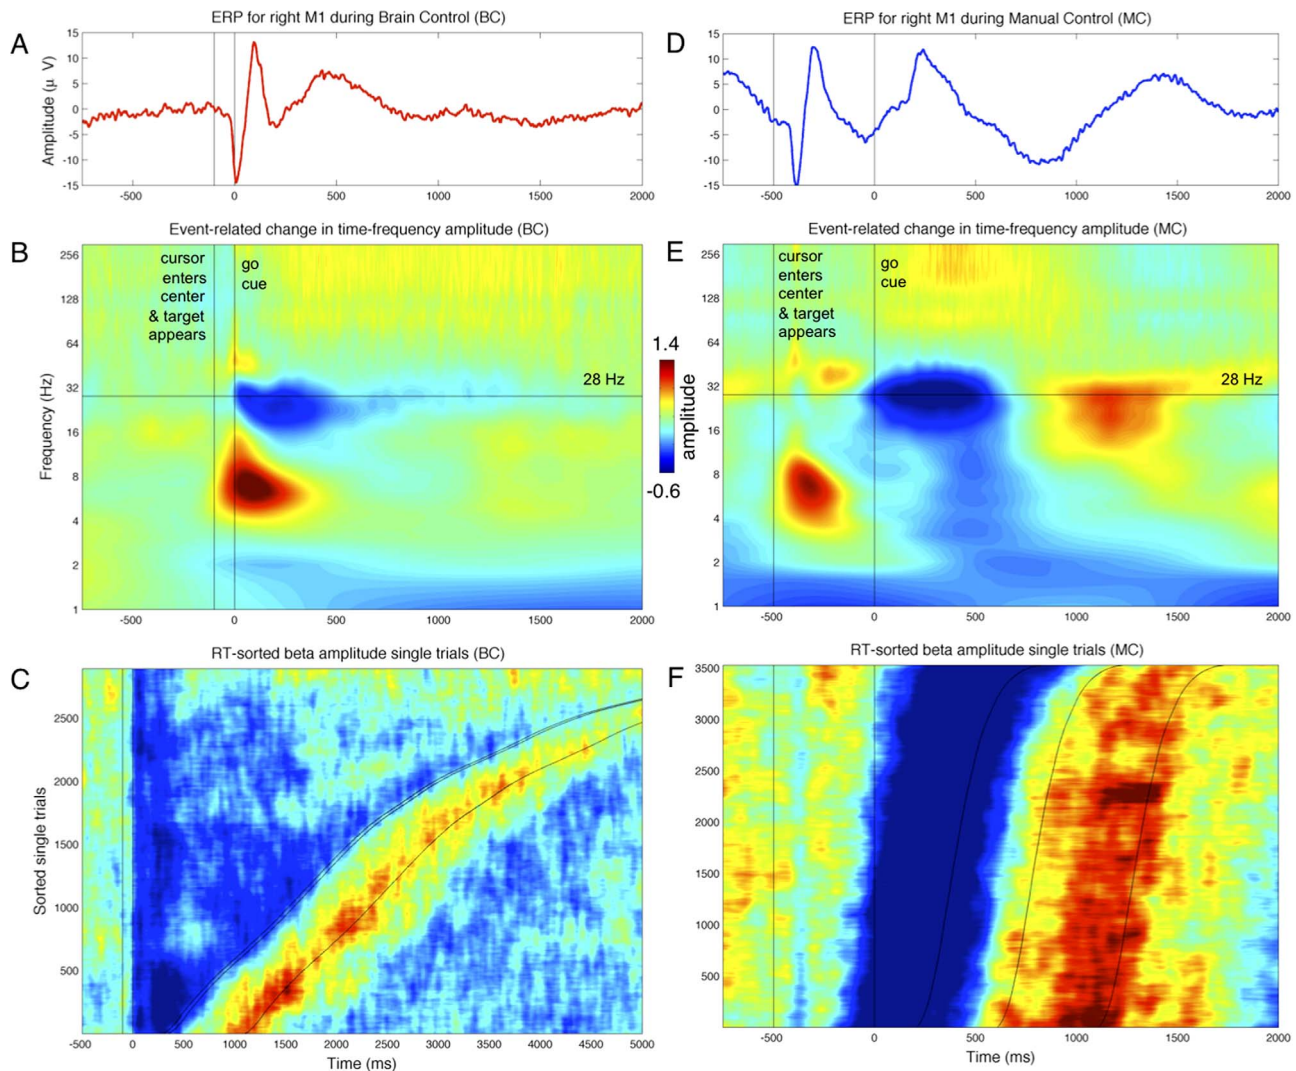 ERP for right M1 during Brain Control (BC)
A
Amplitude (μ V)
15
10
5
0
-5
-10
-15
-500
0
500
1000
1500
2000
Event-related change in time-frequency amplitude (BC)
B
cursor
enters
center
& target
appears
go
cue
28 Hz
Frequency (Hz)
256
128
64
32
16
8
4
2
1
-500
0
500
1000
1500
2000
1.4
amplitude
-0.6
RT-sorted beta amplitude single trials (BC)
C
Sorted single trials
2500
2000
1500
1000
500
-500
0
500
1000
1500
2000
2500
3000
3500
4000
4500
5000
Time (ms)
ERP for right M1 during Manual Control (MC)
D
15
10
5
0
-5
-10
-15
-500
0
500
1000
1500
2000
Event-related change in time-frequency amplitude (MC)
E
cursor
enters
center
& target
appears
go
cue
28 Hz
256
128
64
32
16
8
4
2
1
-500
0
500
1000
1500
2000
RT-sorted beta amplitude single trials (MC)
F
3500
3000
2500
2000
1500
1000
500
-500
0
500
1000
1500
2000
Time (ms)